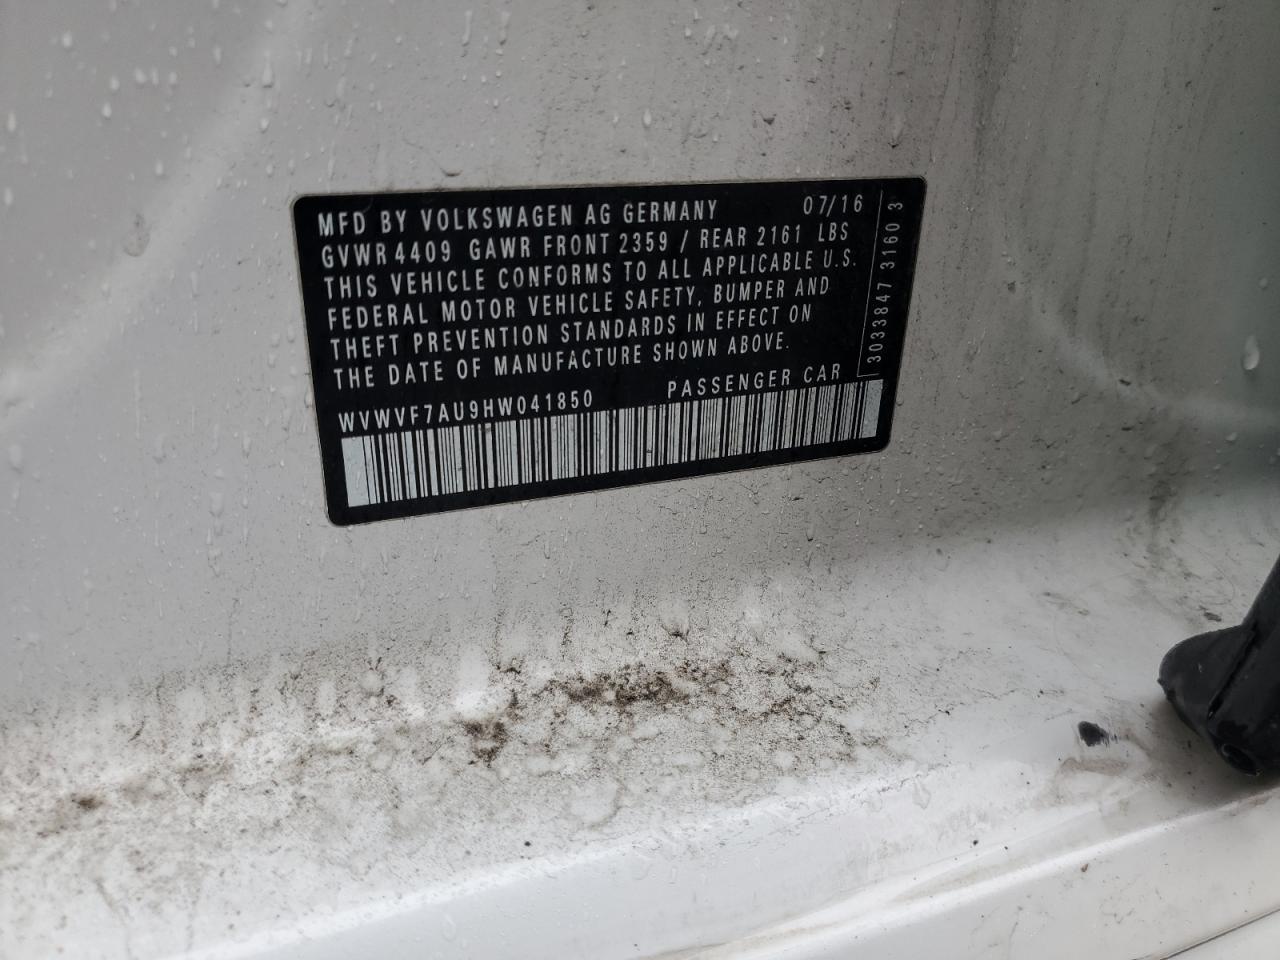 MFD BY VOLKSWAGEN AG GERMANY 07/16
GVWR 4409 GAWR FRONT 2359 / REAR 2161 LBS
THIS VEHICLE CONFORMS TO ALL APPLICABLE U.S.
FEDERAL MOTOR VEHICLE SAFETY, BUMPER AND
THEFT PREVENTION STANDARDS IN EFFECT ON
THE DATE OF MANUFACTURE SHOWN ABOVE.
WVWVF7AU9HW041850 PASSENGER CAR
3033847 3160 3